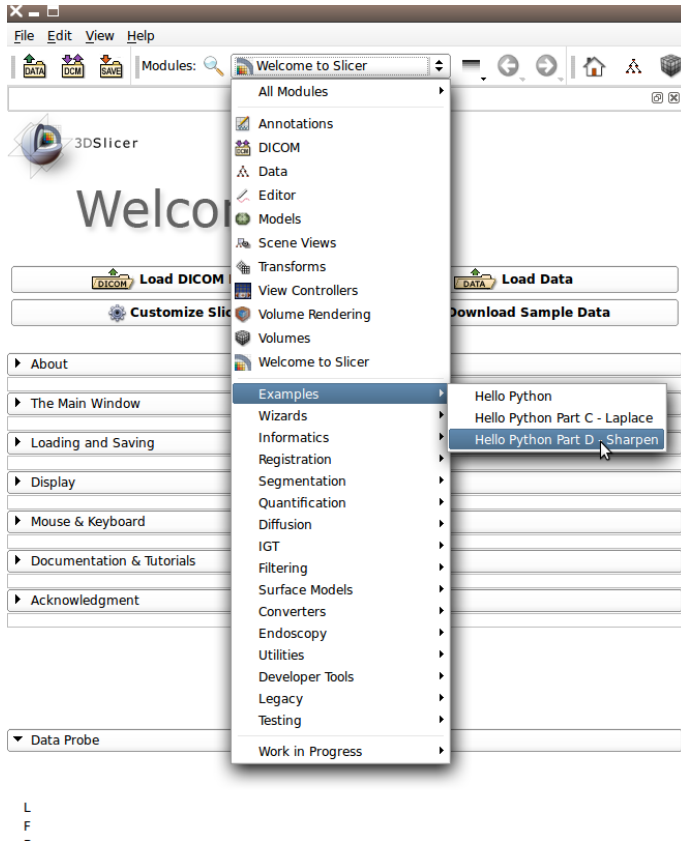 File Edit View Help
DATA DCM SAVE Modules: Welcome to Slicer
All Modules
Annotations
DICOM
Data
Editor
Models
Scene Views
Transforms
View Controllers
Volume Rendering
Volumes
Welcome to Slicer
Examples
Wizards
Informatics
Registration
Segmentation
Quantification
Diffusion
IGT
Filtering
Surface Models
Converters
Endoscopy
Utilities
Developer Tools
Legacy
Testing
Work in Progress
Hello Python
Hello Python Part C - Laplace
Hello Python Part D - Sharpen
3DSlicer
Welco
DICOM Load DICOM
DATA Load Data
Customize Slic
Download Sample Data
About
The Main Window
Loading and Saving
Display
Mouse & Keyboard
Documentation & Tutorials
Acknowledgment
Data Probe
L
F